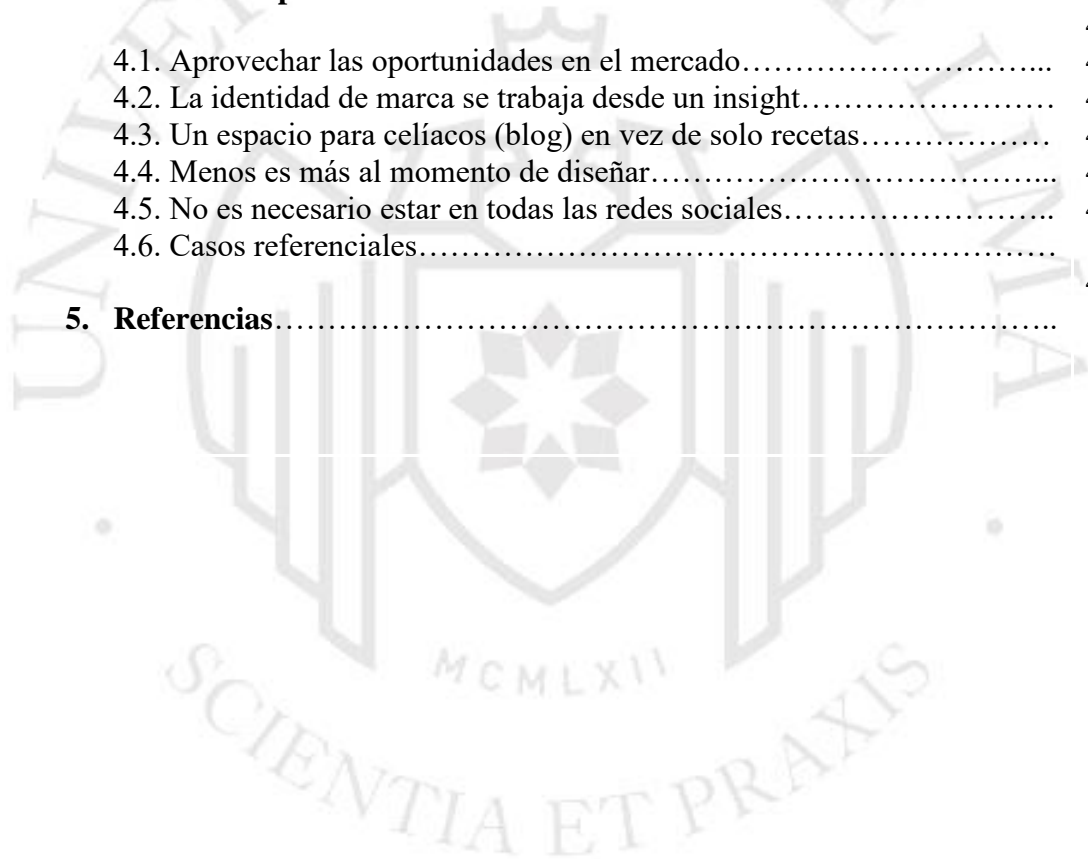 4.1. Aprovechar las oportunidades en el mercado………………………...
4.2. La identidad de marca se trabaja desde un insight…………………
4.3. Un espacio para celíacos (blog) en vez de solo recetas………………
4.4. Menos es más al momento de diseñar………………………………...
4.5. No es necesario estar en todas las redes sociales……………………..
4.6. Casos referenciales……………………………………………………
5. Referencias………………………………………………………………..
MCMLXII
SCIENTIA ET PRAXIS